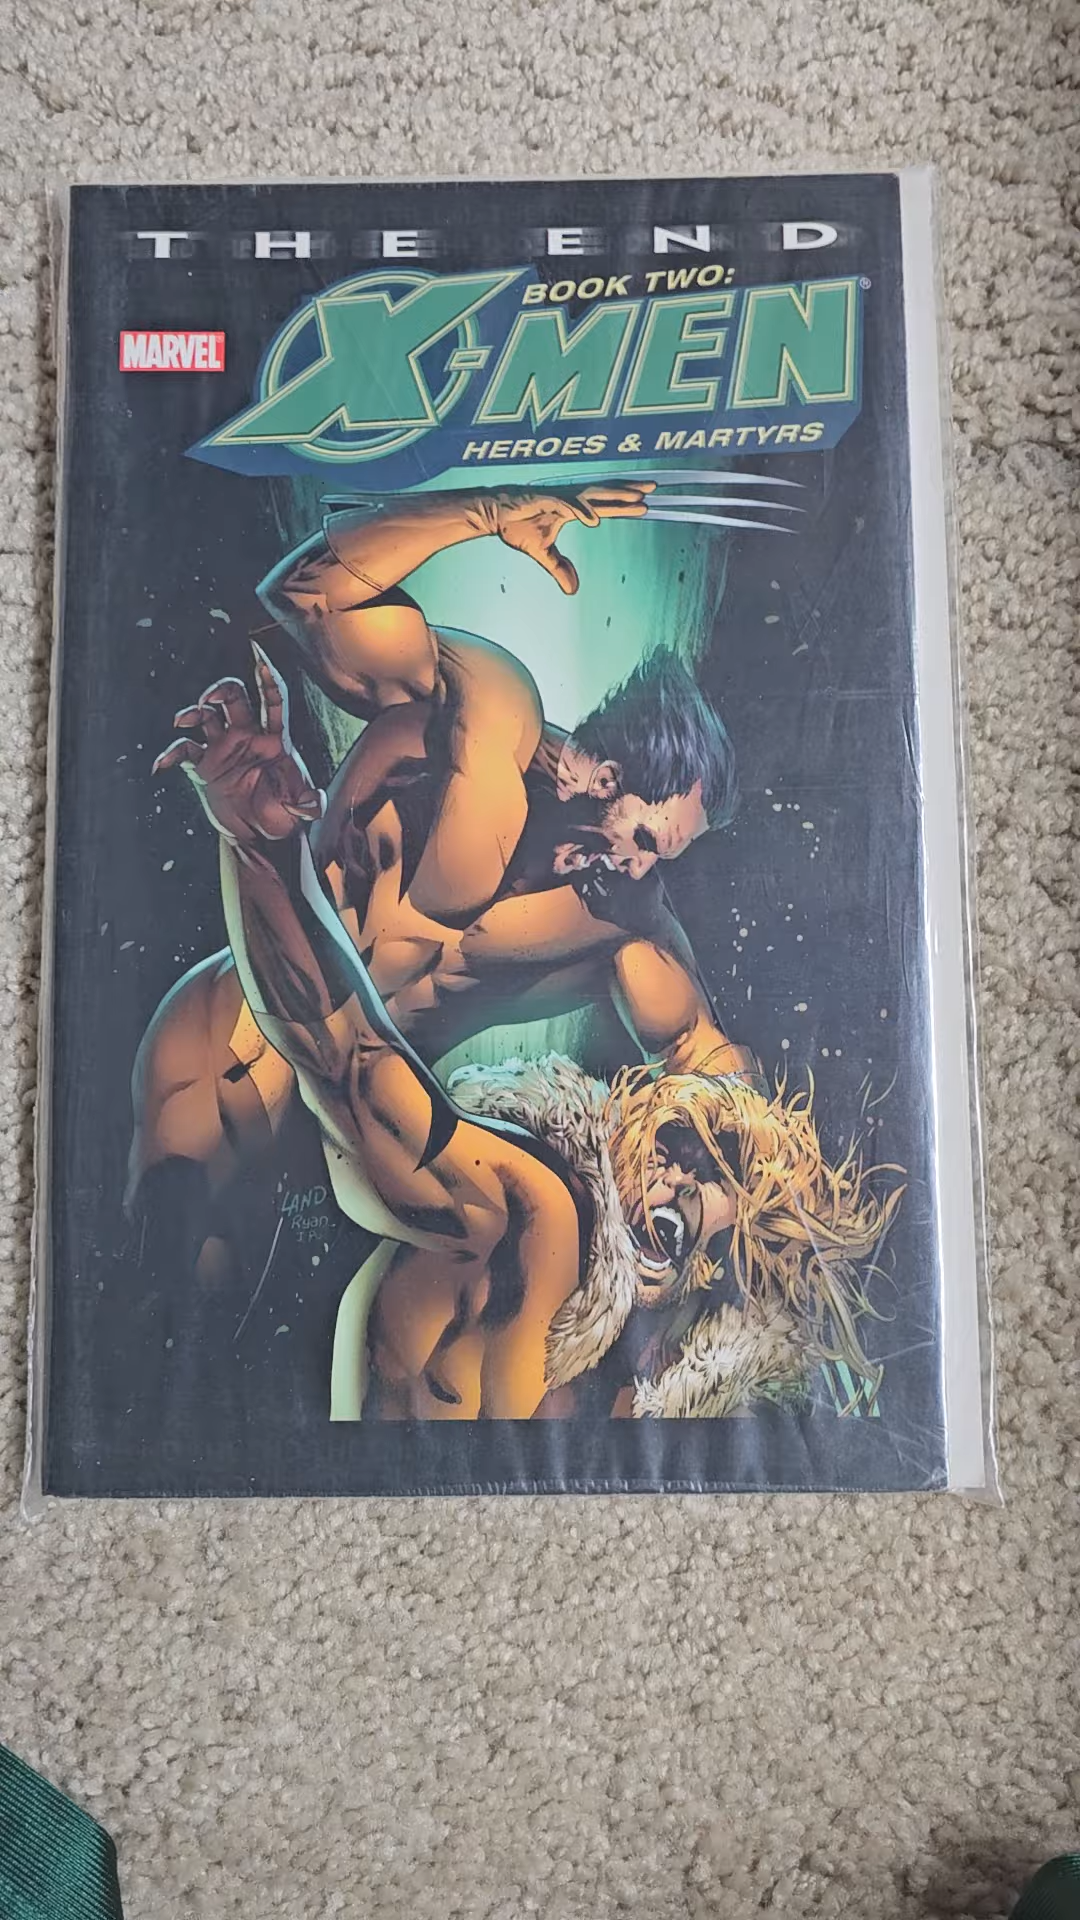 THE END
BOOK TWO:
X-MEN®
MARVEL
HEROES & MARTYRS
LAND
Ryan